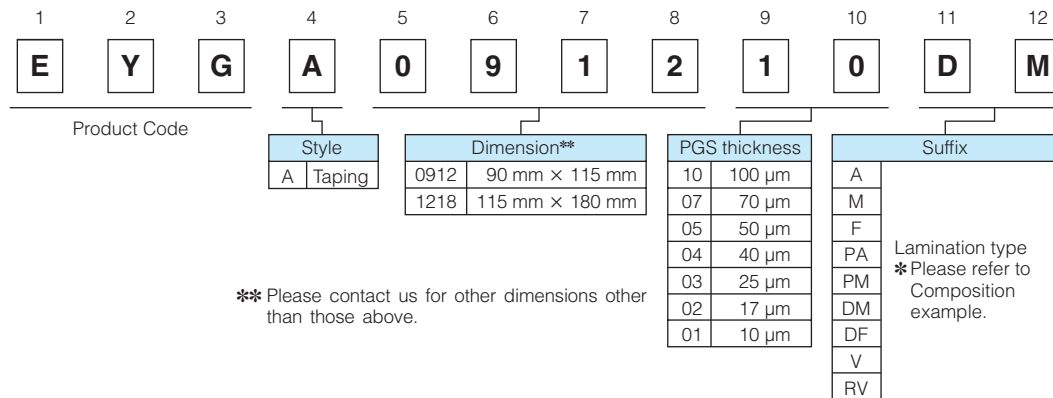 1 2 3 4 5 6 7 8 9 10 11 12
E Y G A 0 9 1 2 1 0 D M
Product Code
Style
A Taping
Dimension**
0912 90 mm × 115 mm
1218 115 mm × 180 mm
** Please contact us for other dimensions other
than those above.
PGS thickness
10 100 µm
07 70 µm
05 50 µm
04 40 µm
03 25 µm
02 17 µm
01 10 µm
Suffix
A
M
F
PA
PM
DM
DF
V
RV
Lamination type
* Please refer to
Composition
example.